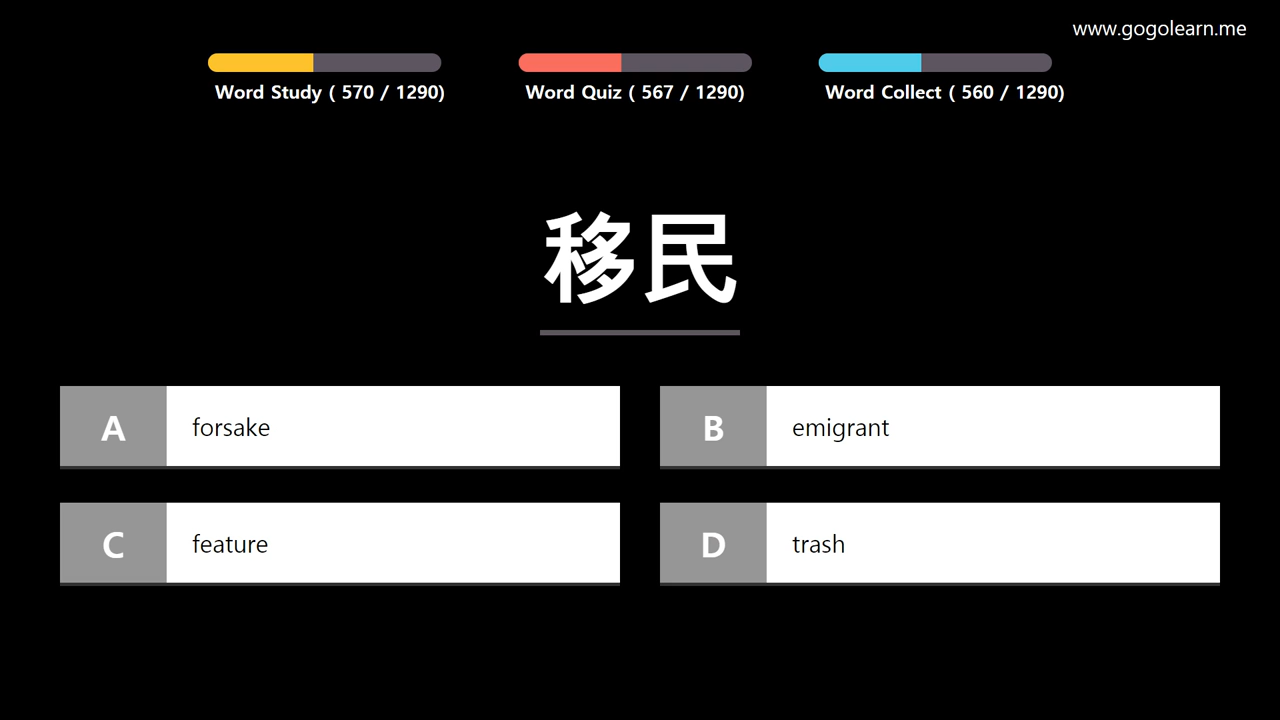 www.gogolearn.me
Word Study ( 570 / 1290)
Word Quiz ( 567 / 1290)
Word Collect ( 560 / 1290)
移民
A forsake
B emigrant
C feature
D trash